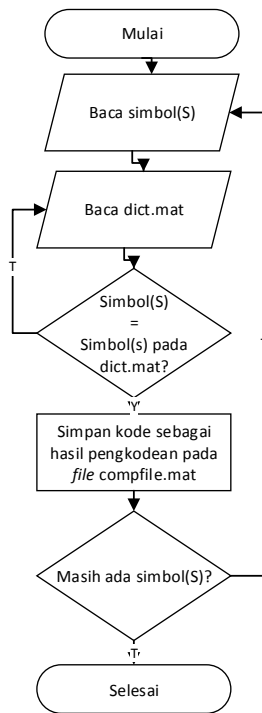 Mulai
Baca simbol(S)
Baca dict.mat
T
Simbol(S)
=
Simbol(s) pada
dict.mat?
Y
Simpan kode sebagai
hasil pengkodean pada
file compfile.mat
Masih ada simbol(S)?
T
Selesai